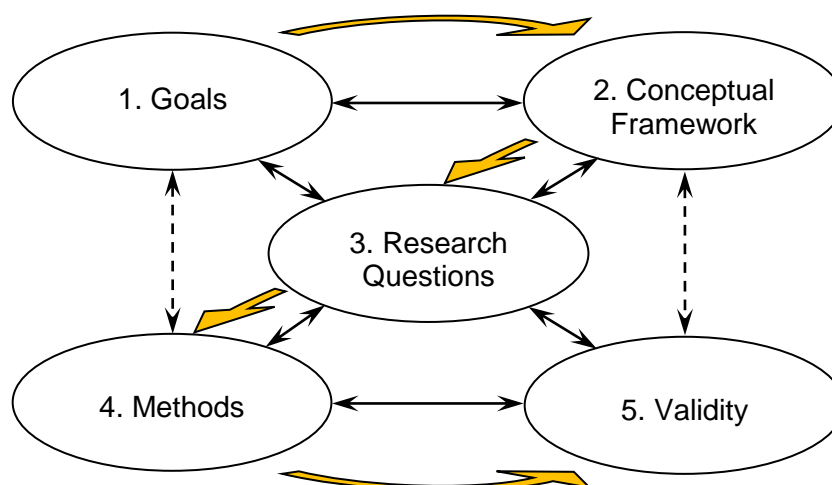 1. Goals
2. Conceptual
Framework
3. Research
Questions
4. Methods
5. Validity